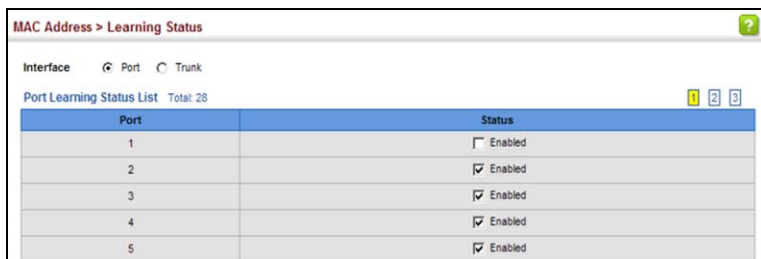 MAC Address > Learning Status ?
Interface Port Trunk
Port Learning Status List Total: 28 1 2 3
Port Status
1 Enabled
2 Enabled
3 Enabled
4 Enabled
5 Enabled